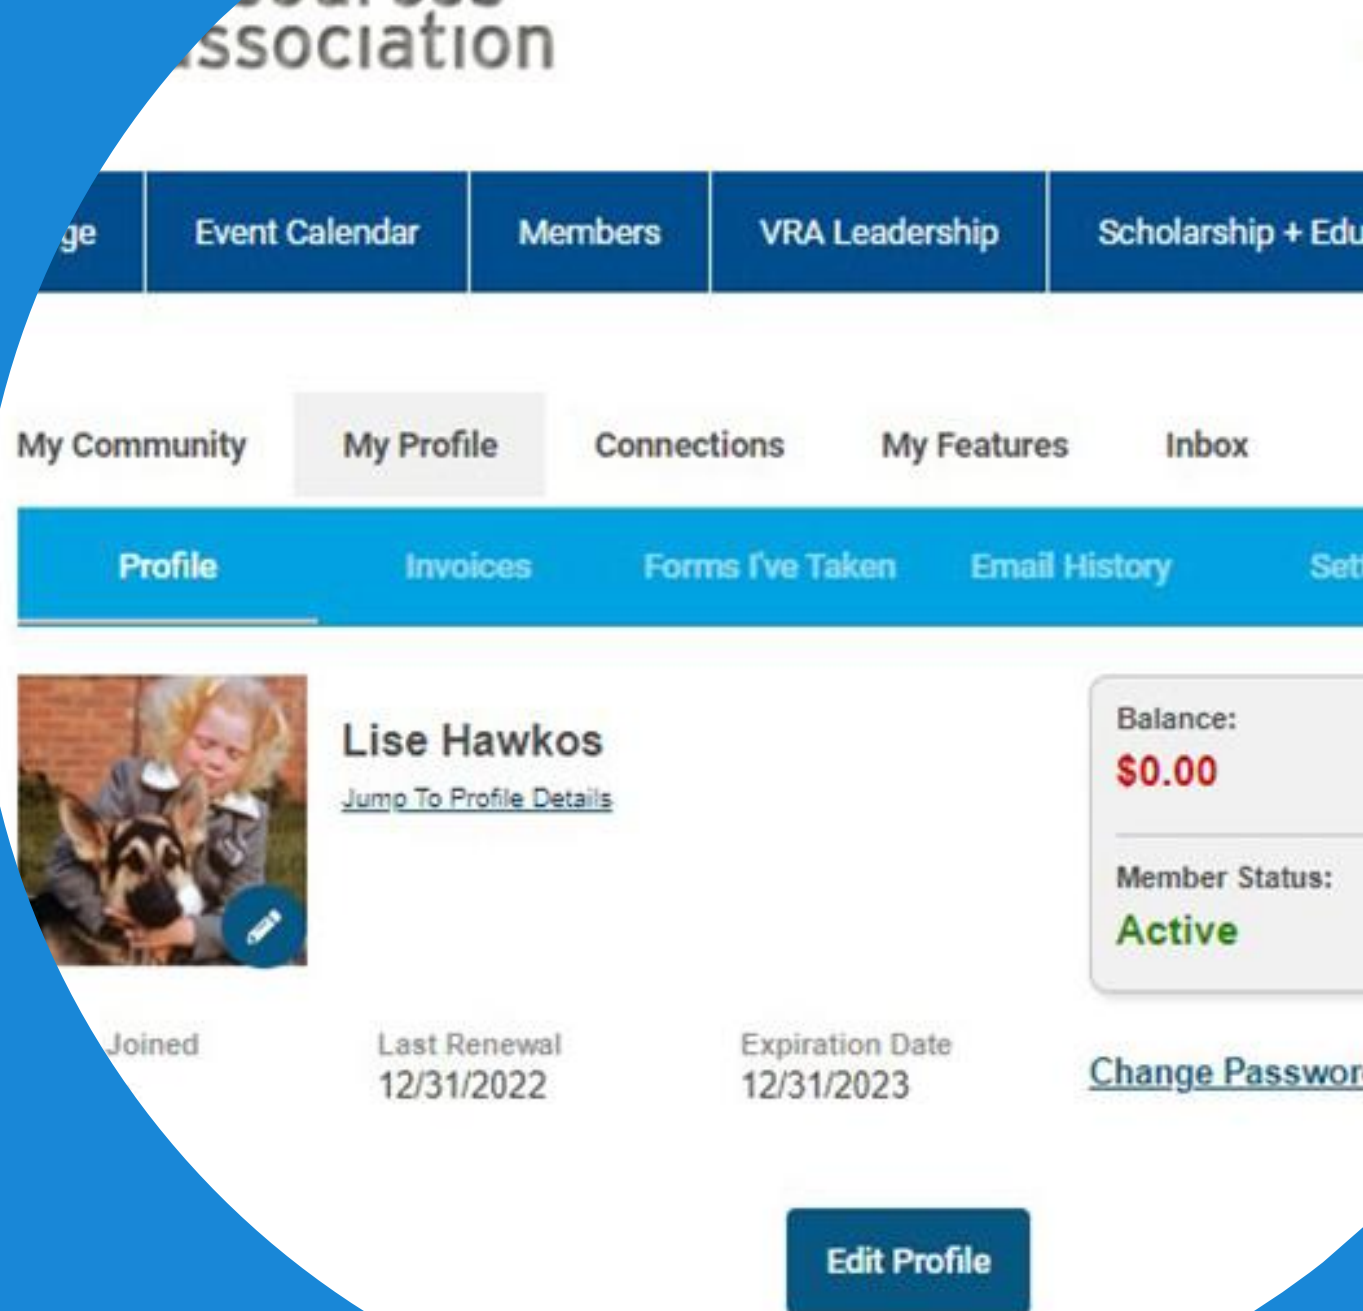 ssociation
ge
Event Calendar
Members
VRA Leadership
Scholarship + Edu
My Community
My Profile
Connections
My Features
Inbox
Profile
Invoices
Forms I've Taken
Email History
Sett
Lise Hawkos
Jump To Profile Details
Balance:
$0.00
Member Status:
Active
Joined
Last Renewal
Expiration Date
12/31/2022
12/31/2023
Change Passwor
Edit Profile